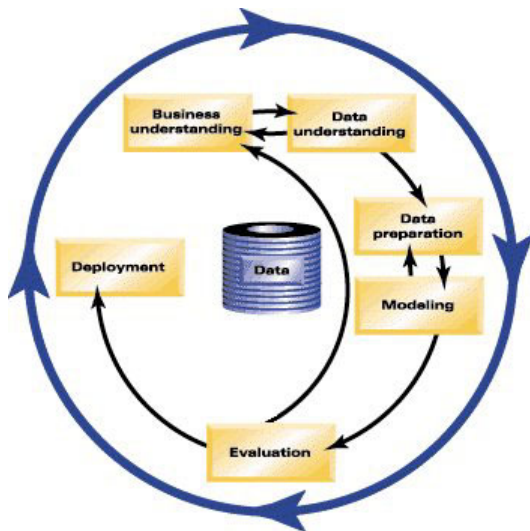 Business
understanding
Data
understanding
Data
preparation
Modeling
Evaluation
Deployment
Data